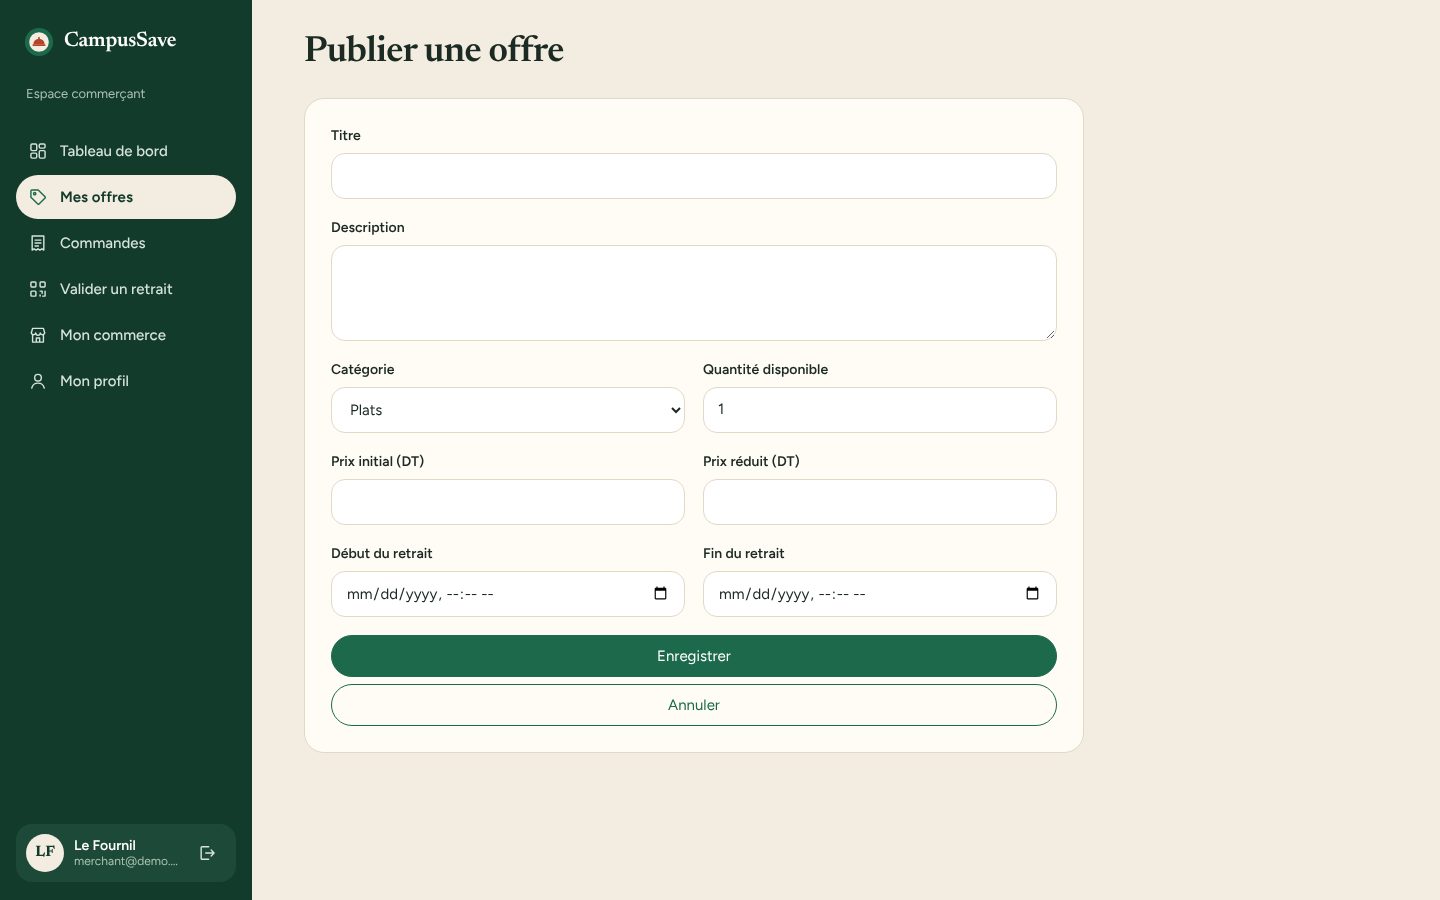 CampusSave
Espace commerçant
Tableau de bord
Mes offres
Commandes
Valider un retrait
Mon commerce
Mon profil
LF
Le Fournil
merchant@demo....
Publier une offre
Titre
Description
Catégorie
Quantité disponible
Plats
1
Prix initial (DT)
Prix réduit (DT)
Début du retrait
Fin du retrait
mm/dd/yyyy, --:-- --
mm/dd/yyyy, --:-- --
Enregistrer
Annuler